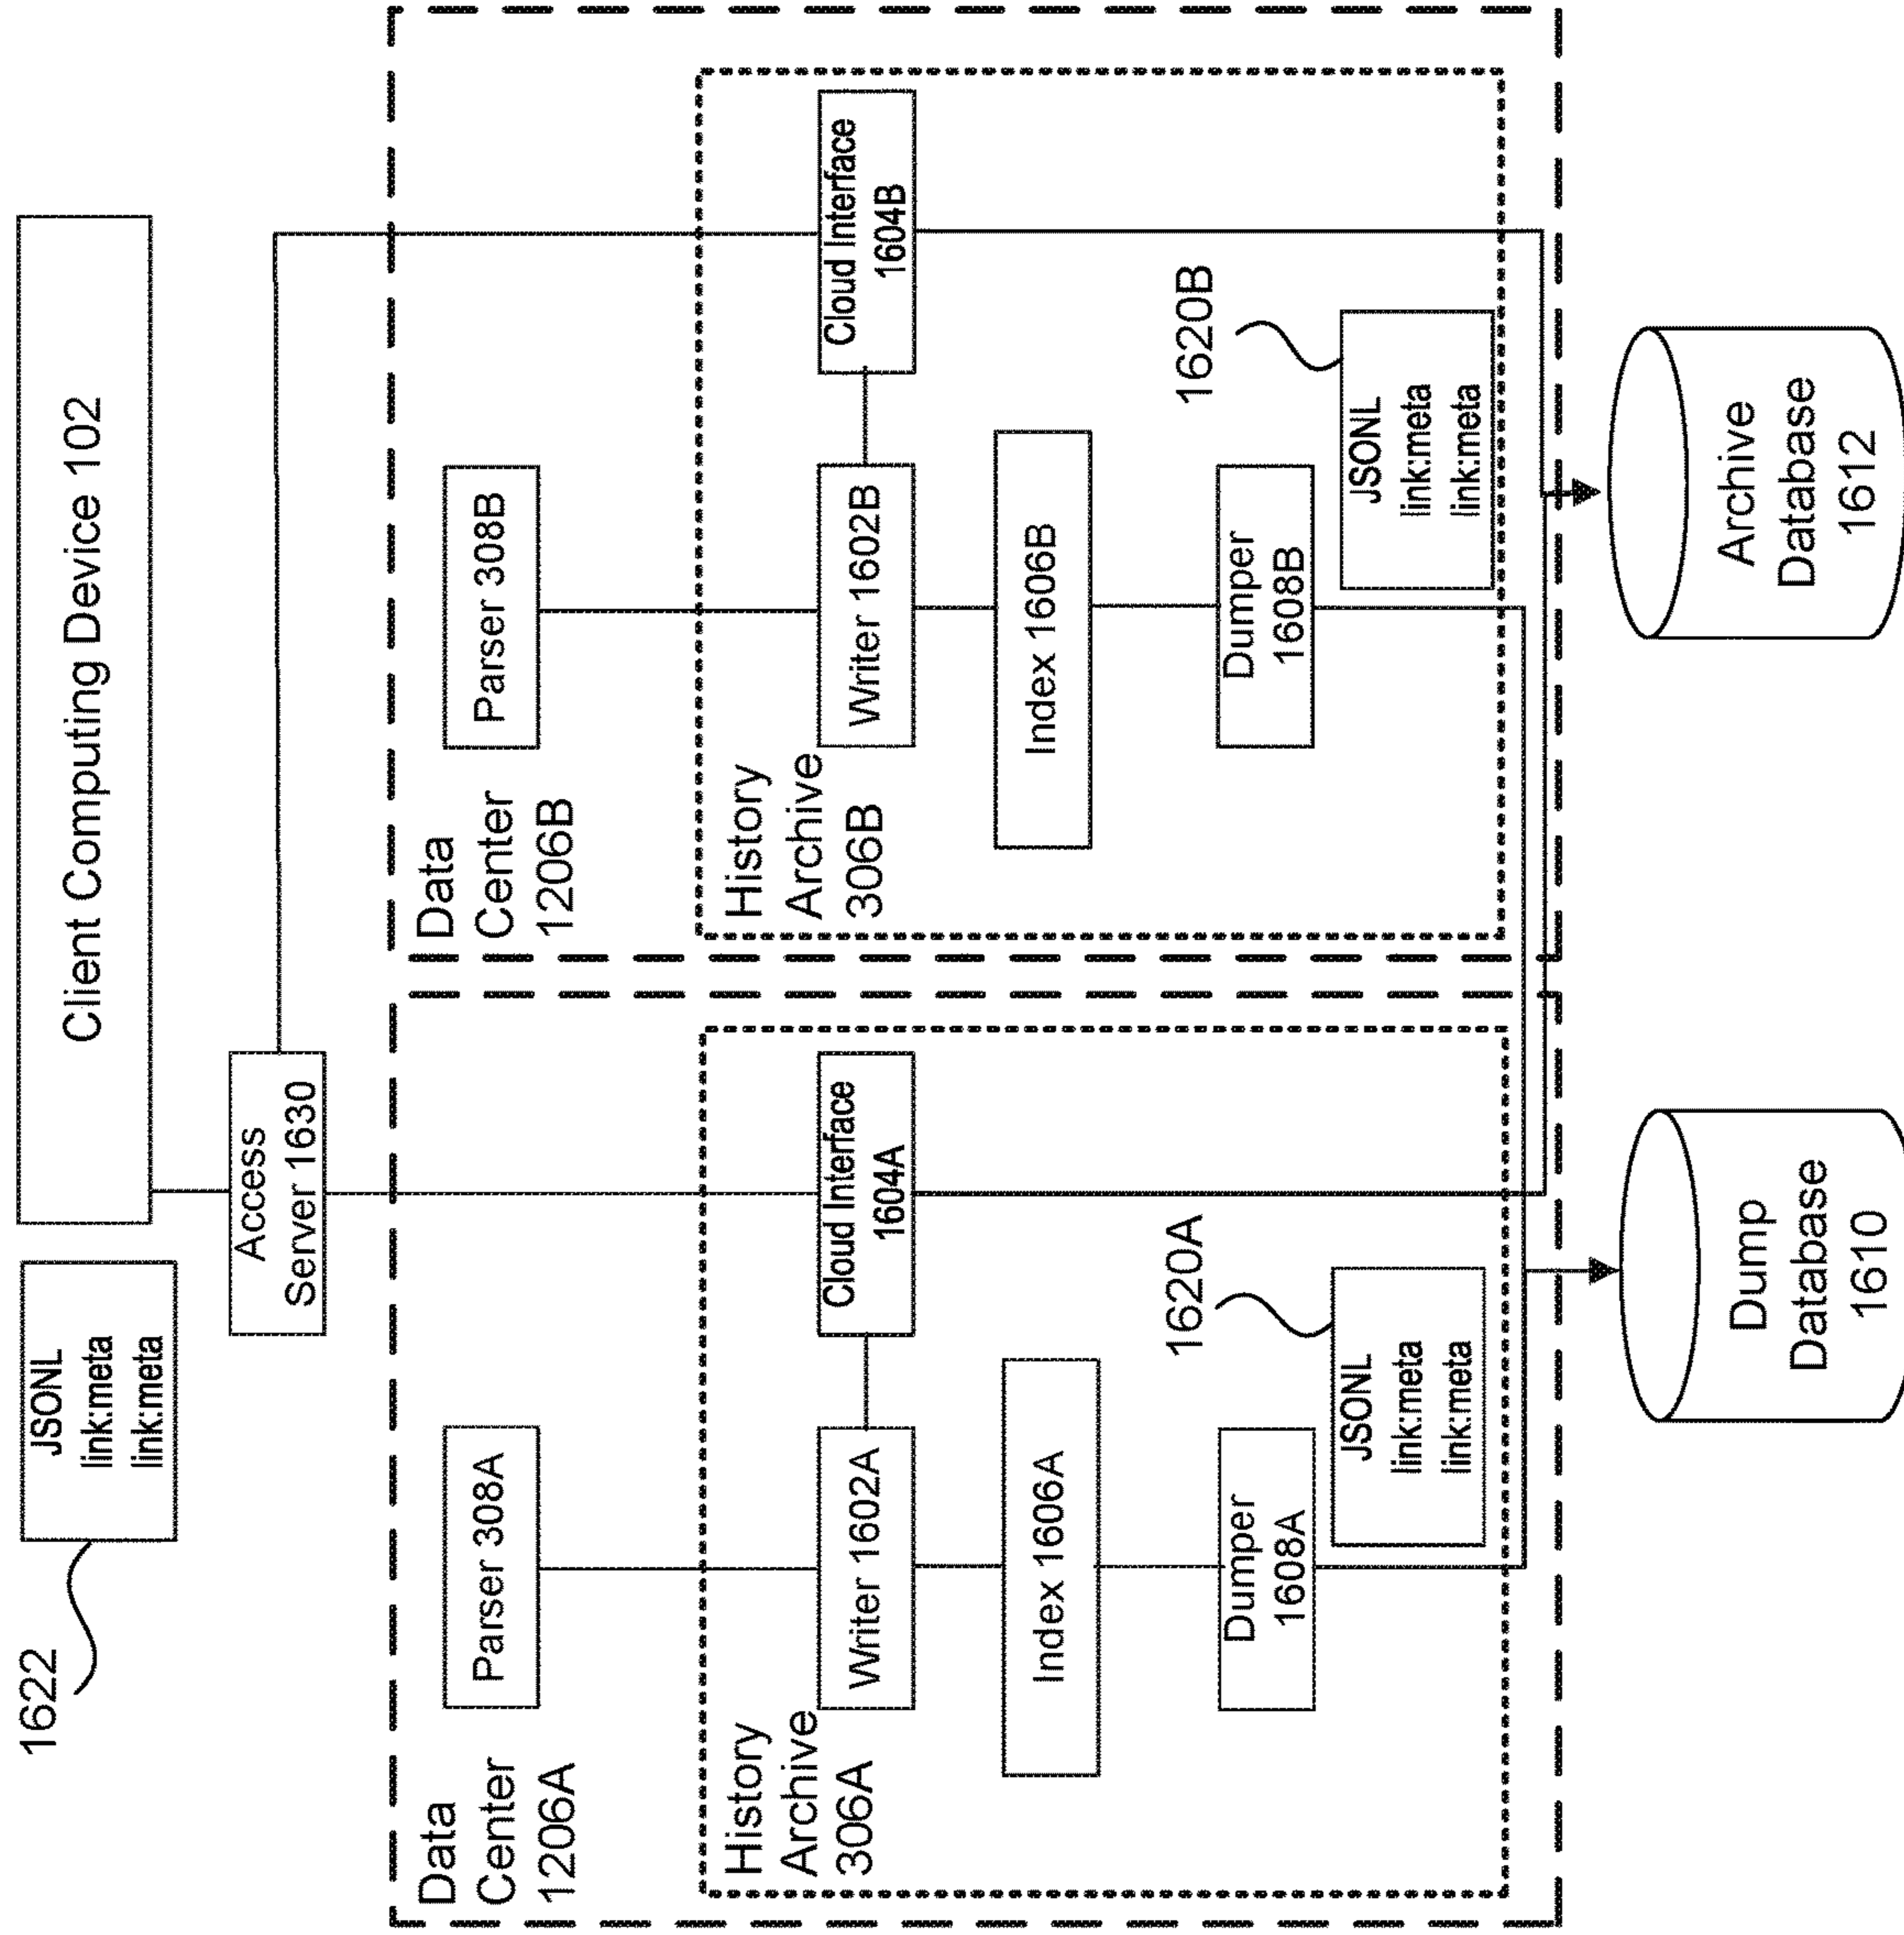 1622
JSONL
link:meta
link:meta
Client Computing Device 102
Access
Server 1630
Data
Center
1206A
Parser 308A
History
Archive
306A
Writer 1602A
Cloud Interface
1604A
Index 1606A
Dumper
1608A
1620A
JSONL
link:meta
link:meta
Data
Center
1206B
Parser 308B
History
Archive
306B
Writer 1602B
Cloud Interface
1604B
Index 1606B
Dumper
1608B
1620B
JSONL
link:meta
link:meta
Dump
Database
1610
Archive
Database
1612